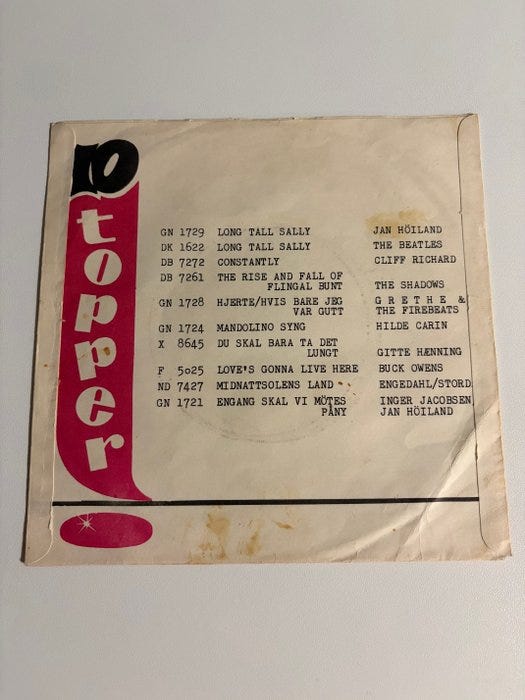 10 topper
GN 1729 LONG TALL SALLY JAN HÖILAND
DK 1622 LONG TALL SALLY THE BEATLES
DB 7272 CONSTANTLY CLIFF RICHARD
DB 7261 THE RISE AND FALL OF
FLINGAL BUNT THE SHADOWS
GN 1728 HJERTE/HVIS BARE JEG G R E T H E &
VAR GUTT THE FIREBEATS
GN 1724 MANDOLINO SYNG HILDE CARIN
X 8645 DU SKAL BARA TA DET
LUNGT GITTE HÆNNING
F 5025 LOVE'S GONNA LIVE HERE BUCK OWENS
ND 7427 MIDNATTSOLENS LAND ENGEDAHL/STORD
GN 1721 ENGANG SKAL VI MÖTES INGER JACOBSEN
PÅNY JAN HÖILAND